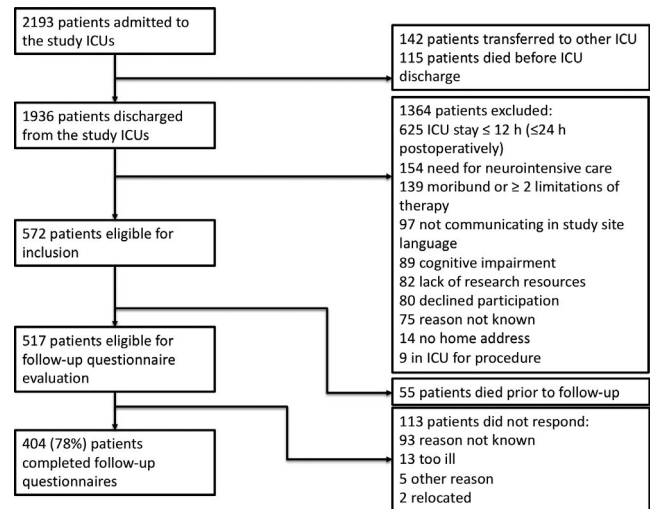 2193 patients admitted to
the study ICUs
142 patients transferred to other ICU
115 patients died before ICU
discharge
1936 patients discharged
from the study ICUs
1364 patients excluded:
625 ICU stay ≤ 12 h (≤24 h
postoperatively)
154 need for neurointensive care
139 moribund or ≥ 2 limitations of
therapy
97 not communicating in study site
language
89 cognitive impairment
82 lack of research resources
80 declined participation
75 reason not known
14 no home address
9 in ICU for procedure
572 patients eligible for
inclusion
517 patients eligible for
follow-up questionnaire
evaluation
55 patients died prior to follow-up
113 patients did not respond:
93 reason not known
13 too ill
5 other reason
2 relocated
404 (78%) patients
completed follow-up
questionnaires